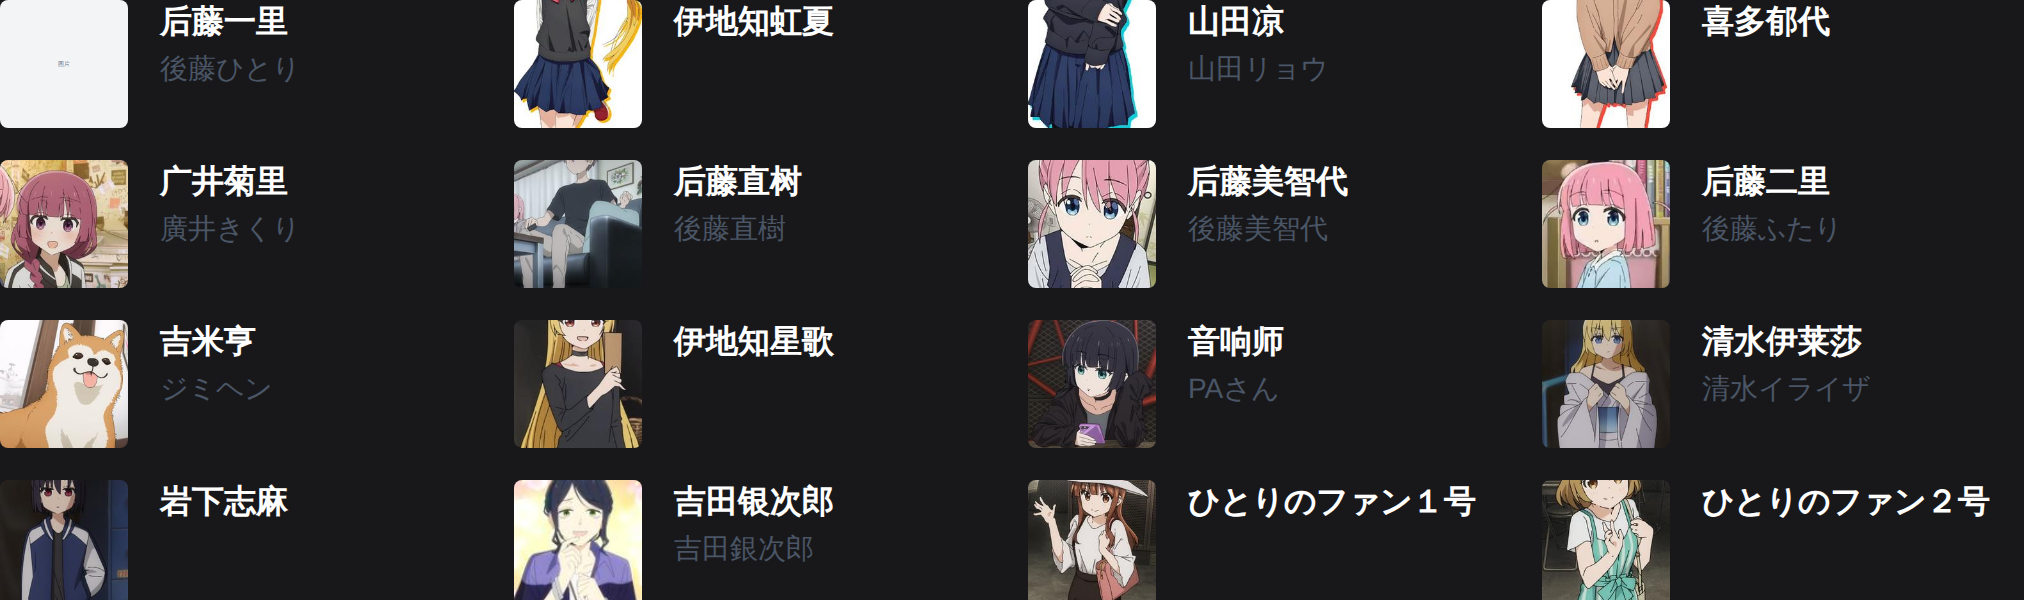 图片
后藤一里
後藤ひとり
伊地知虹夏
山田凉
山田リョウ
喜多郁代
广井菊里
廣井きくり
后藤直树
後藤直樹
后藤美智代
後藤美智代
后藤二里
後藤ふたり
吉米亨
ジミヘン
伊地知星歌
音响师
PAさん
清水伊莱莎
清水イライザ
岩下志麻
吉田银次郎
吉田銀次郎
ひとりのファン１号
ひとりのファン２号